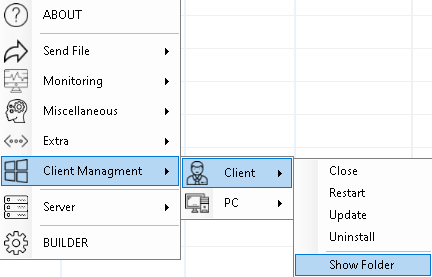 ABOUT
Send File
Monitoring
Miscellaneous
Extra
Client Managment
Server
BUILDER
Client
PC
Close
Restart
Update
Uninstall
Show Folder